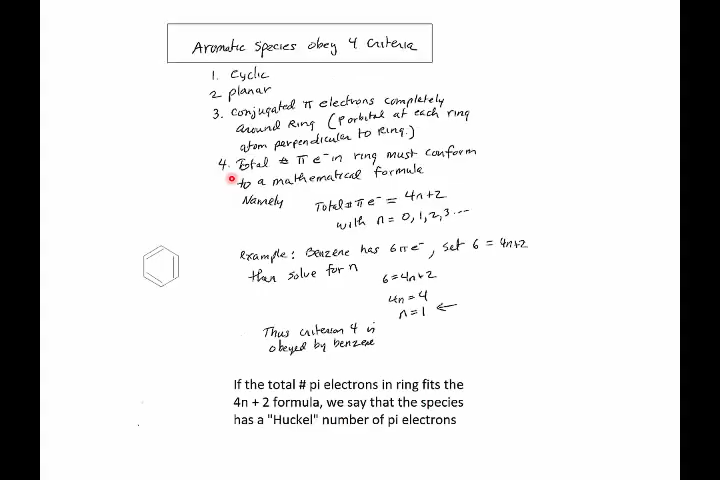 Aromatic Species obey 4 Criteria
1. Cyclic
2 planar
3. Conjugated π electrons completely
around Ring (p orbital at each ring
atom perpendicular to Ring.)
4. Total # π e⁻ in ring must conform
to a mathematical formula
Namely
Total # π e⁻ = 4n+2
with n = 0, 1, 2, 3 ...
Example: Benzene has 6 π e⁻, set 6 = 4n+2
than solve for n
6 = 4n+2
4n = 4
n = 1 ←
Thus criterion 4 is
obeyed by benzene
If the total # pi electrons in ring fits the
4n + 2 formula, we say that the species
has a "Huckel" number of pi electrons